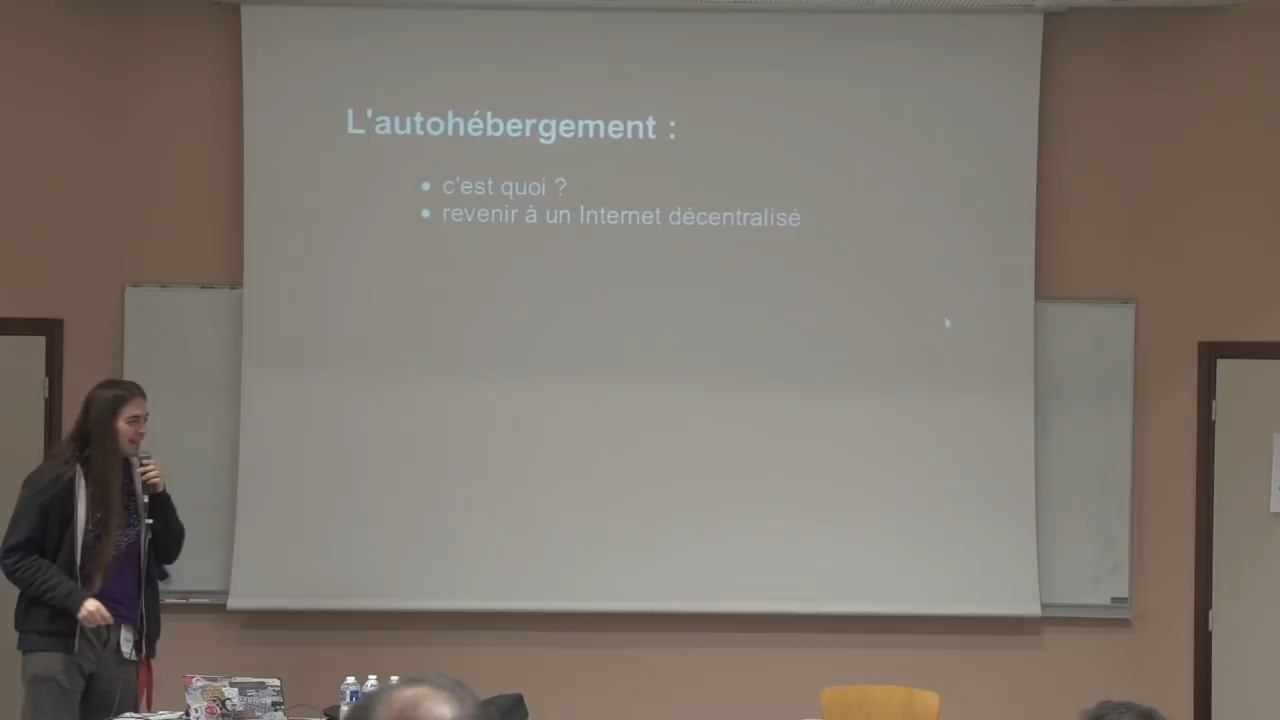 L'autohébergement :
c'est quoi ?
revenir à un Internet décentralisé